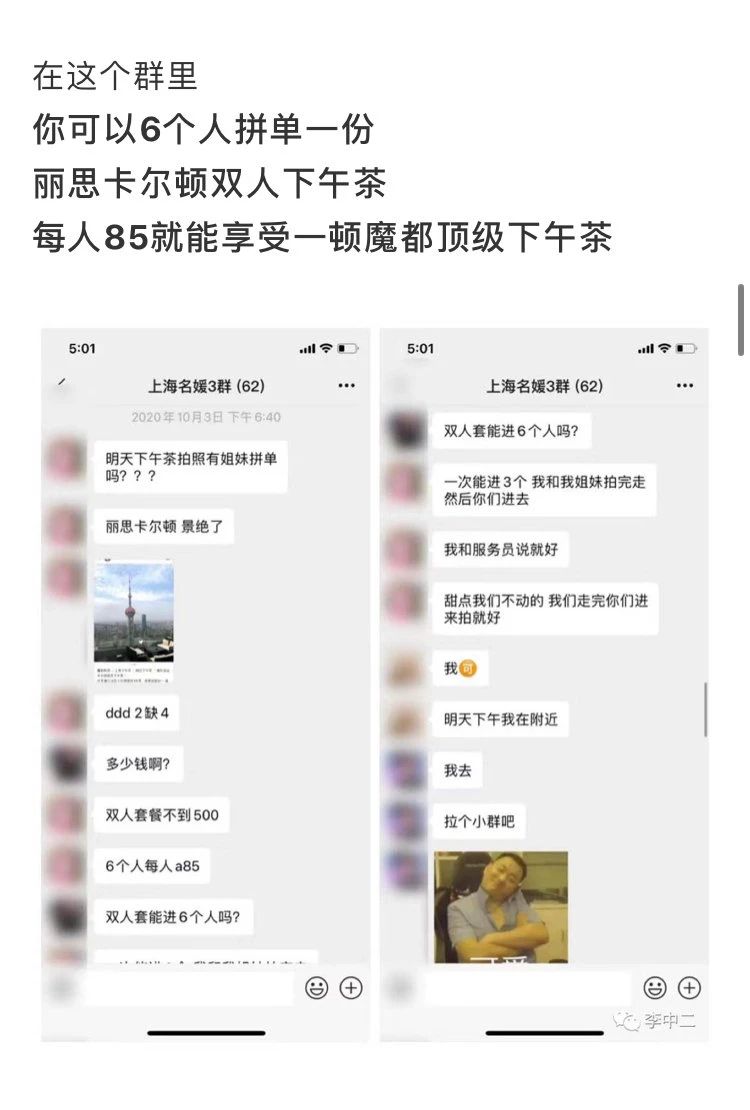 在这个群里
你可以6个人拼单一份
丽思卡尔顿双人下午茶
每人85就能享受一顿魔都顶级下午茶
5:01
上海名媛3群 (62)
2020年10月3日 下午6:40
明天下午茶拍照有姐妹拼单
吗？？？
丽思卡尔顿 景绝了
ddd 2缺4
多少钱啊?
双人套餐不到500
6个人每人a85
双人套能进6个人吗?
5:01
上海名媛3群 (62)
双人套能进6个人吗?
一次能进3个 我和我姐妹拍完走
然后你们进去
我和服务员说就好
甜点我们不动的 我们走完你们进
来拍就好
我🉑
明天下午我在附近
我去
拉个小群吧
李中二